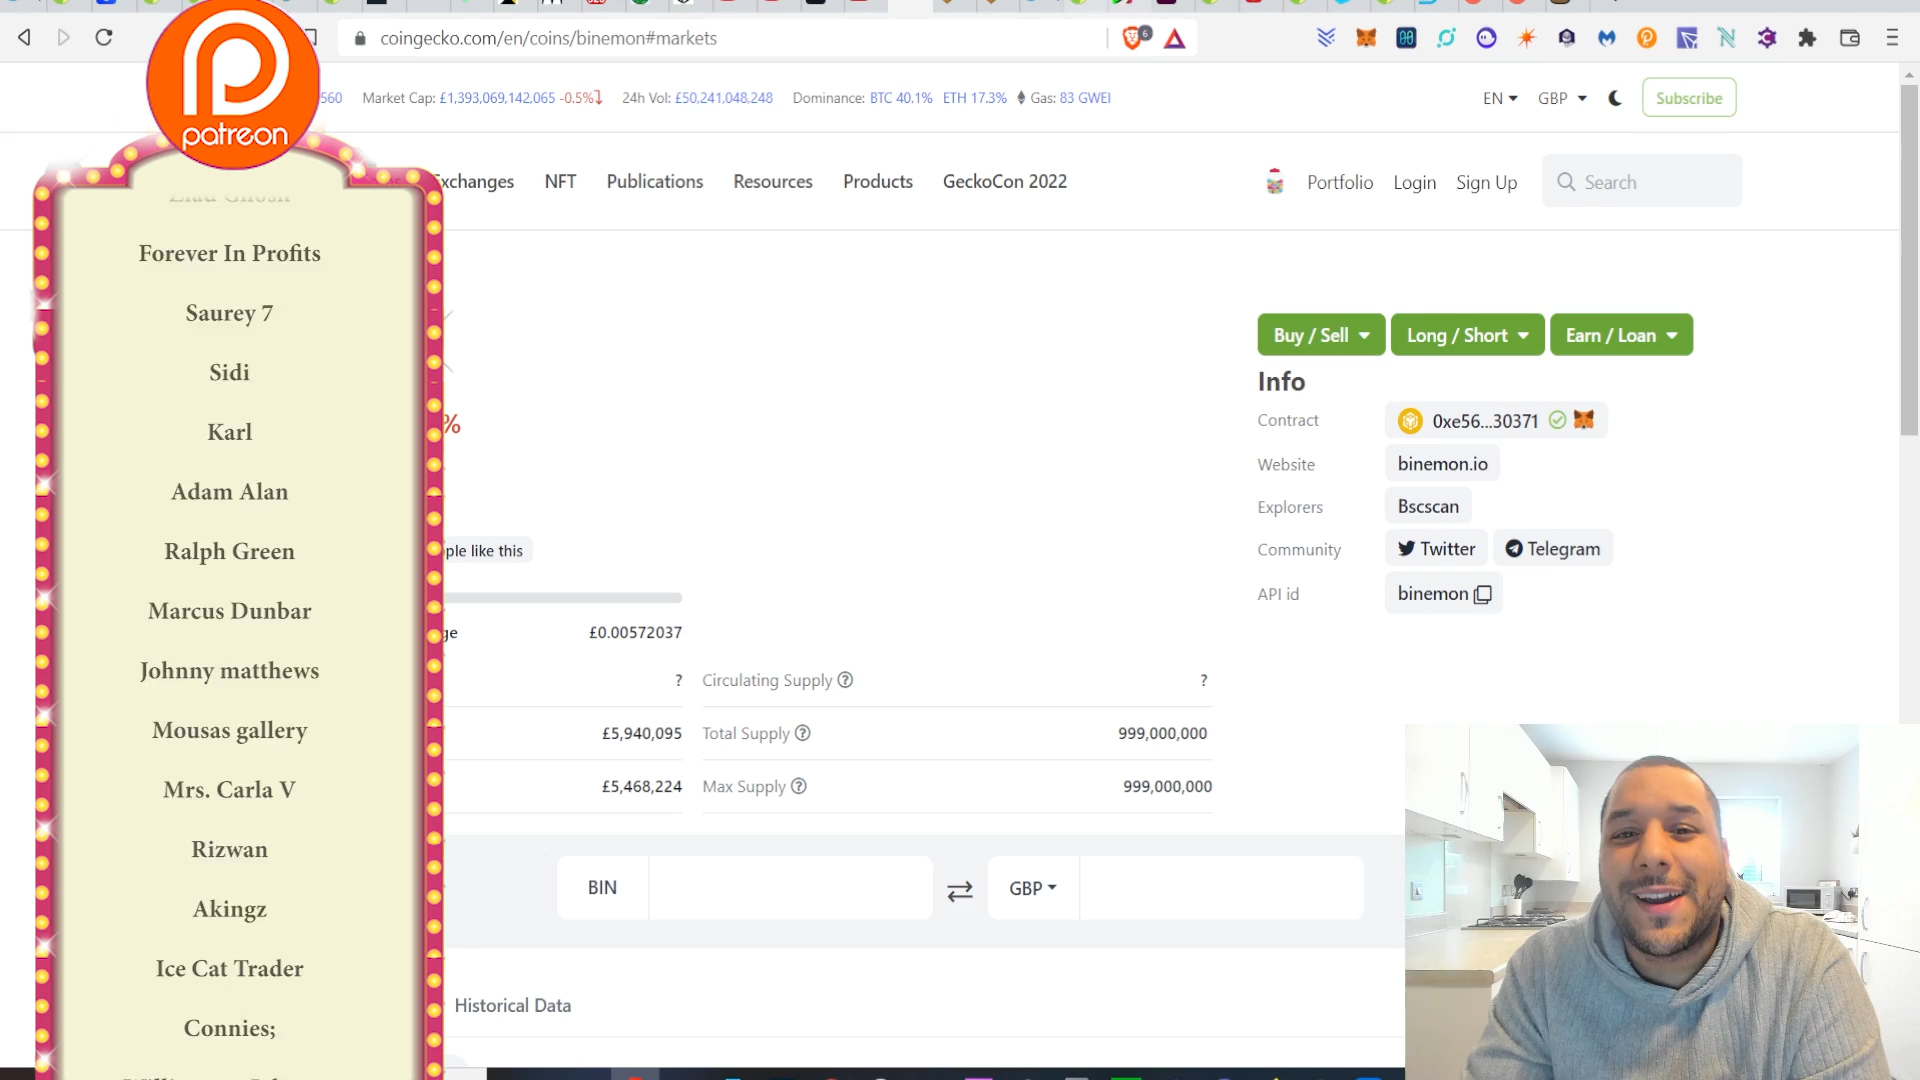 coingecko.com/en/coins/binemon#markets
6
560 Market Cap: £1,393,069,142,065 -0.5% 24h Vol: £50,241,048,248 Dominance: BTC 40.1% ETH 17.3% Gas: 83 GWEI
EN GBP Subscribe
patreon
Exchanges NFT Publications Resources Products GeckoCon 2022
Portfolio Login Sign Up Search
Forever In Profits
Saurey 7
Sidi
Karl
Adam Alan
Ralph Green
Marcus Dunbar
Johnny matthews
Mousas gallery
Mrs. Carla V
Rizwan
Akingz
Ice Cat Trader
Connies;
%
ple like this
ge £0.00572037
? Circulating Supply ?
£5,940,095 Total Supply 999,000,000
£5,468,224 Max Supply 999,000,000
Buy / Sell Long / Short Earn / Loan
Info
Contract 0xe56...30371
Website binemon.io
Explorers Bscscan
Community Twitter Telegram
API id binemon
BIN GBP
Historical Data